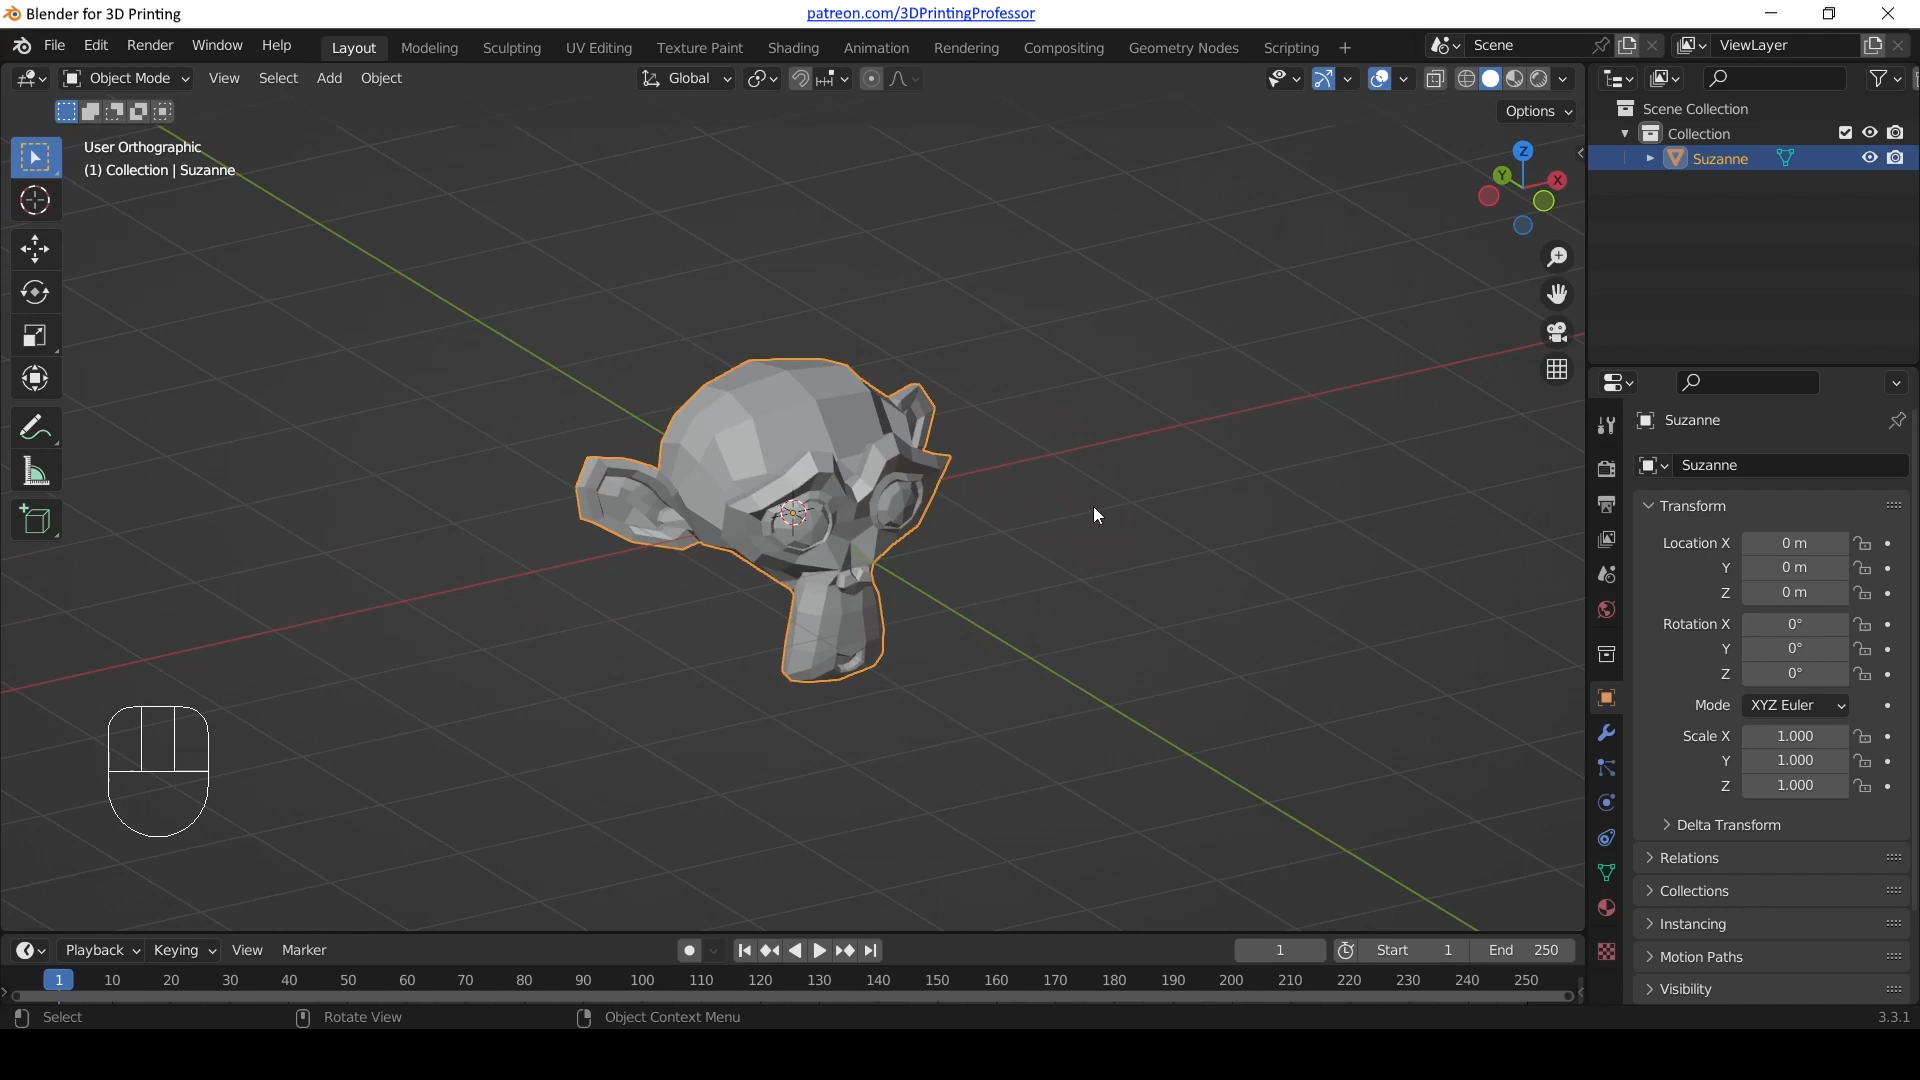 Blender for 3D Printing
patreon.com/3DPrintingProfessor
File Edit Render Window Help
Layout Modeling Sculpting UV Editing Texture Paint Shading Animation Rendering Compositing Geometry Nodes Scripting +
Scene
ViewLayer
Object Mode View Select Add Object
Global
Options
User Orthographic
(1) Collection | Suzanne
Z
Y
X
Scene Collection
Collection
Suzanne
Suzanne
Suzanne
Transform
Location X 0 m
Y 0 m
Z 0 m
Rotation X 0°
Y 0°
Z 0°
Mode XYZ Euler
Scale X 1.000
Y 1.000
Z 1.000
Delta Transform
Relations
Collections
Instancing
Motion Paths
Visibility
Playback Keying View Marker
1
Start 1
End 250
1 10 20 30 40 50 60 70 80 90 100 110 120 130 140 150 160 170 180 190 200 210 220 230 240 250
Select
Rotate View
Object Context Menu
3.3.1